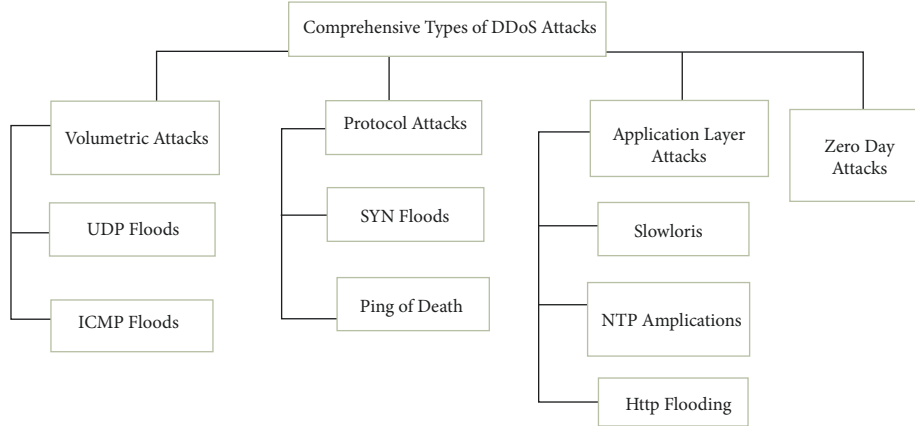 Comprehensive Types of DDoS Attacks
Volumetric Attacks
UDP Floods
ICMP Floods
Protocol Attacks
SYN Floods
Ping of Death
Application Layer
Attacks
Slowloris
NTP Amplications
Http Flooding
Zero Day
Attacks